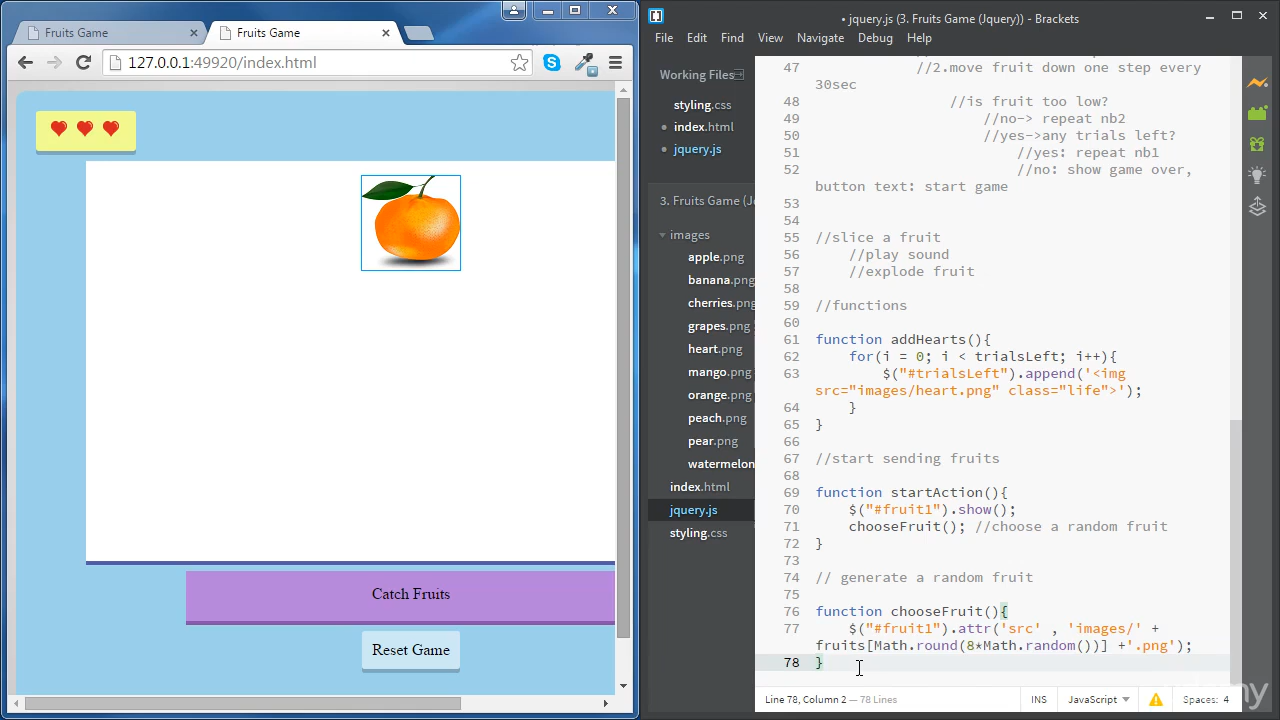 Fruits Game
Fruits Game
127.0.0.1:49920/index.html
Catch Fruits
Reset Game
• jquery.js (3. Fruits Game (Jquery)) - Brackets
File Edit Find View Navigate Debug Help
Working Files
styling.css
index.html
jquery.js
3. Fruits Game (Jq
images
apple.png
banana.png
cherries.png
grapes.png
heart.png
mango.png
orange.png
peach.png
pear.png
watermelon
index.html
jquery.js
styling.css
47 //2.move fruit down one step every
30sec
48 //is fruit too low?
49 //no-> repeat nb2
50 //yes->any trials left?
51 //yes: repeat nb1
52 //no: show game over,
button text: start game
53
54
55 //slice a fruit
56 //play sound
57 //explode fruit
58
59 //functions
60
61 function addHearts(){
62 for(i = 0; i < trialsLeft; i++){
63 $("#trialsLeft").append('<img
src="images/heart.png" class="life">');
64 }
65 }
66
67 //start sending fruits
68
69 function startAction(){
70 $("#fruit1").show();
71 chooseFruit(); //choose a random fruit
72 }
73
74 // generate a random fruit
75
76 function chooseFruit(){
77 $("#fruit1").attr('src' , 'images/' +
fruits[Math.round(8*Math.random())] +'.png');
78 }
Line 78, Column 2 — 78 Lines
INS
JavaScript
Spaces: 4